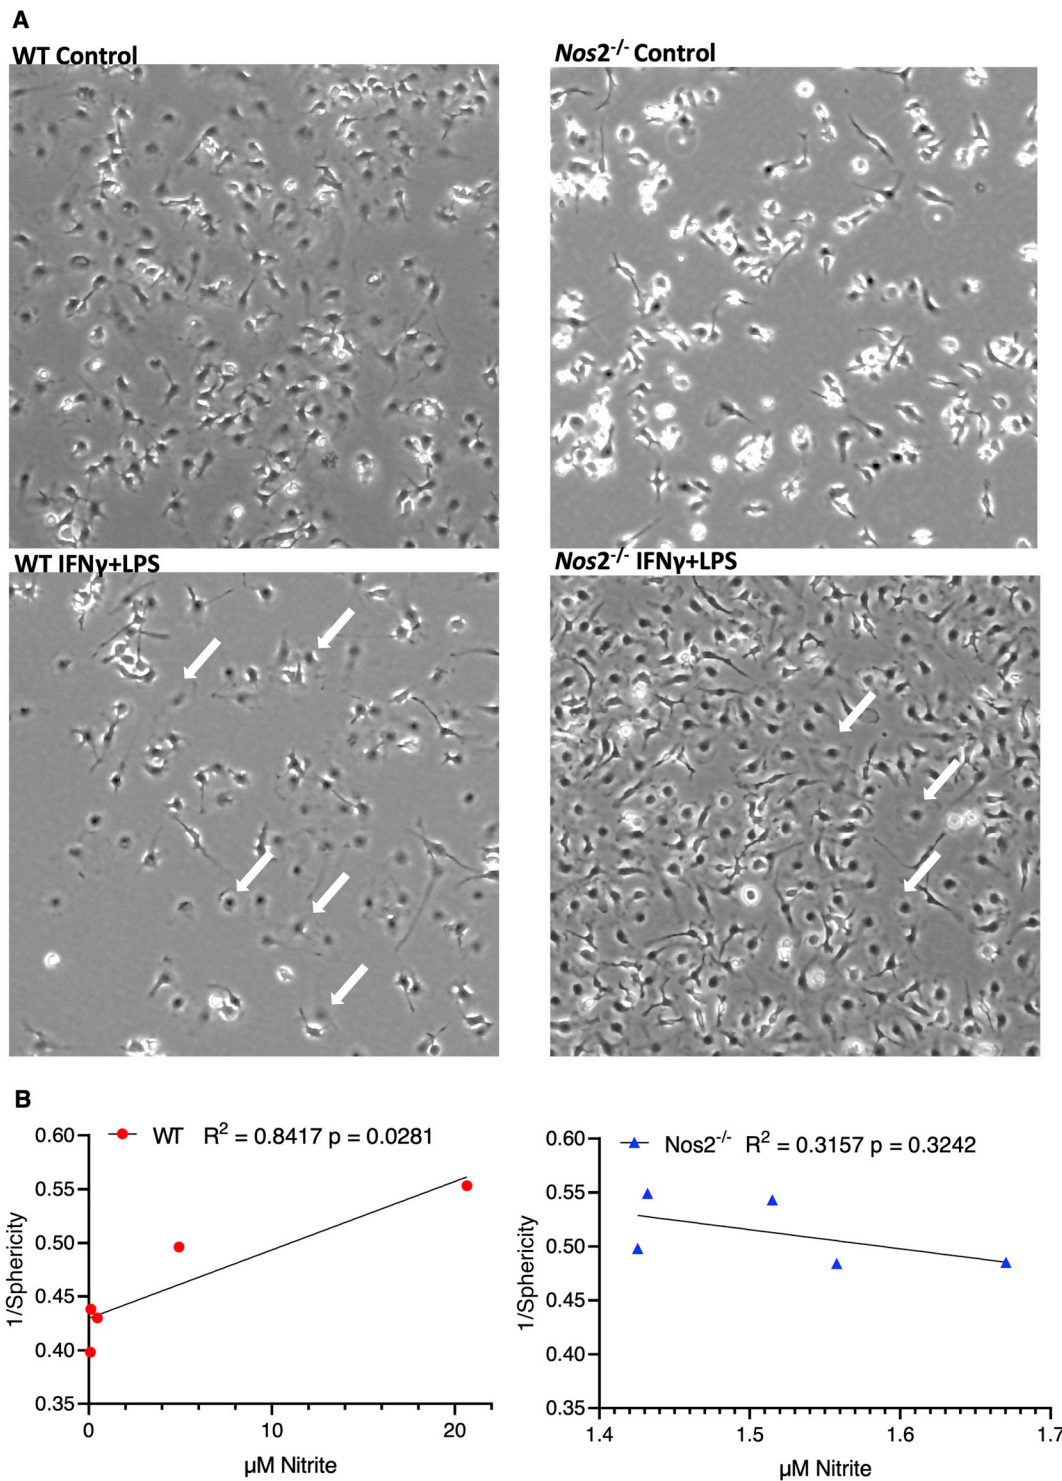 A
WT Control
Nos2-/- Control
WT IFNγ+LPS
Nos2-/- IFNγ+LPS
B
WT R2 = 0.8417 p = 0.0281
0.60
0.55
0.50
0.45
0.40
0.35
1/Sphericity
0 10 20
µM Nitrite
Nos2-/- R2 = 0.3157 p = 0.3242
0.60
0.55
0.50
0.45
0.40
0.35
1/Sphericity
1.4 1.5 1.6 1.7
µM Nitrite